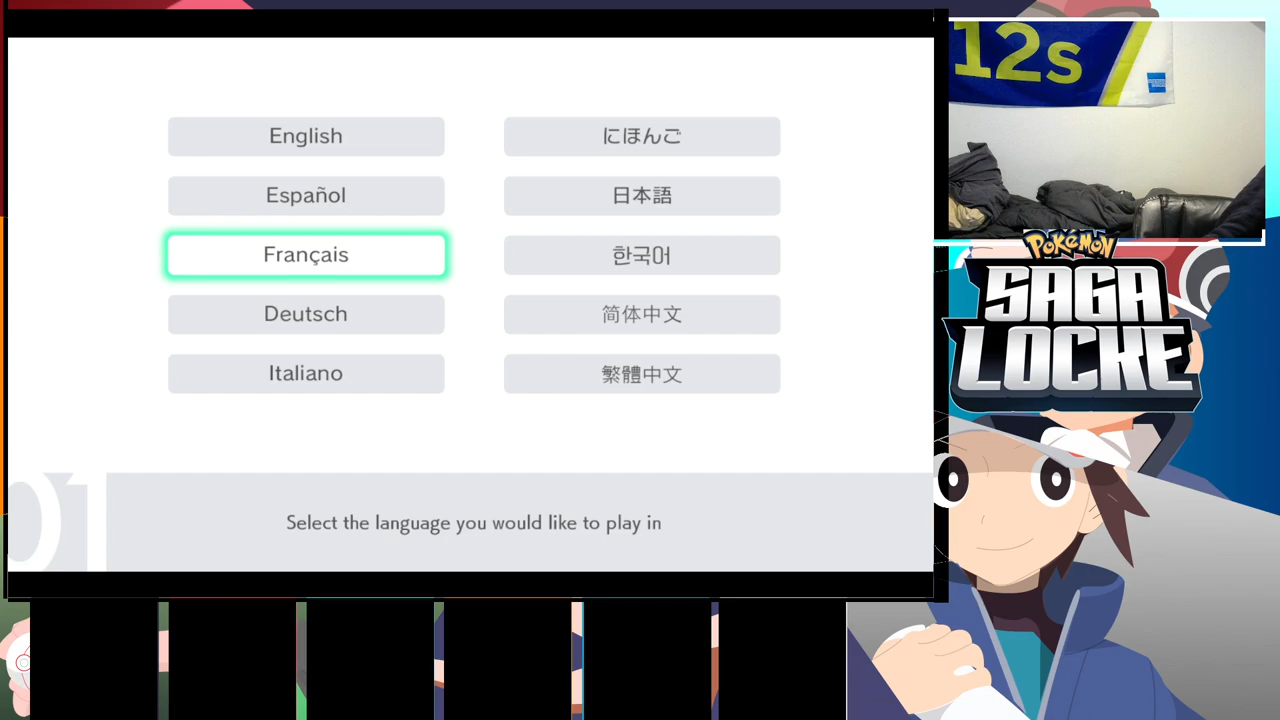 English
Español
Français
Deutsch
Italiano
にほんご
日本語
한국어
简体中文
繁體中文
01
Select the language you would like to play in
12s
POKéMON
SAGA
LOCKE